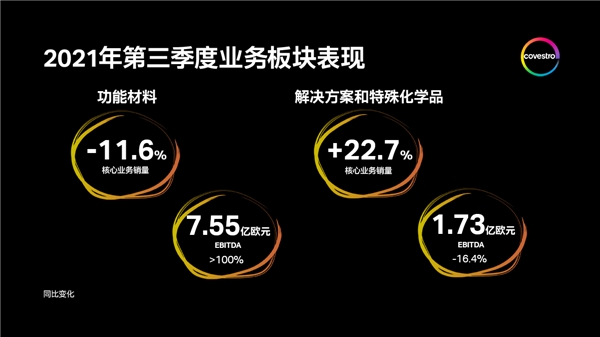 2021年第三季度业务板块表现
covestro
功能材料
解决方案和特殊化学品
-11.6%
核心业务销量
+22.7%
核心业务销量
7.55亿欧元
EBITDA
>100%
1.73亿欧元
EBITDA
-16.4%
同比变化